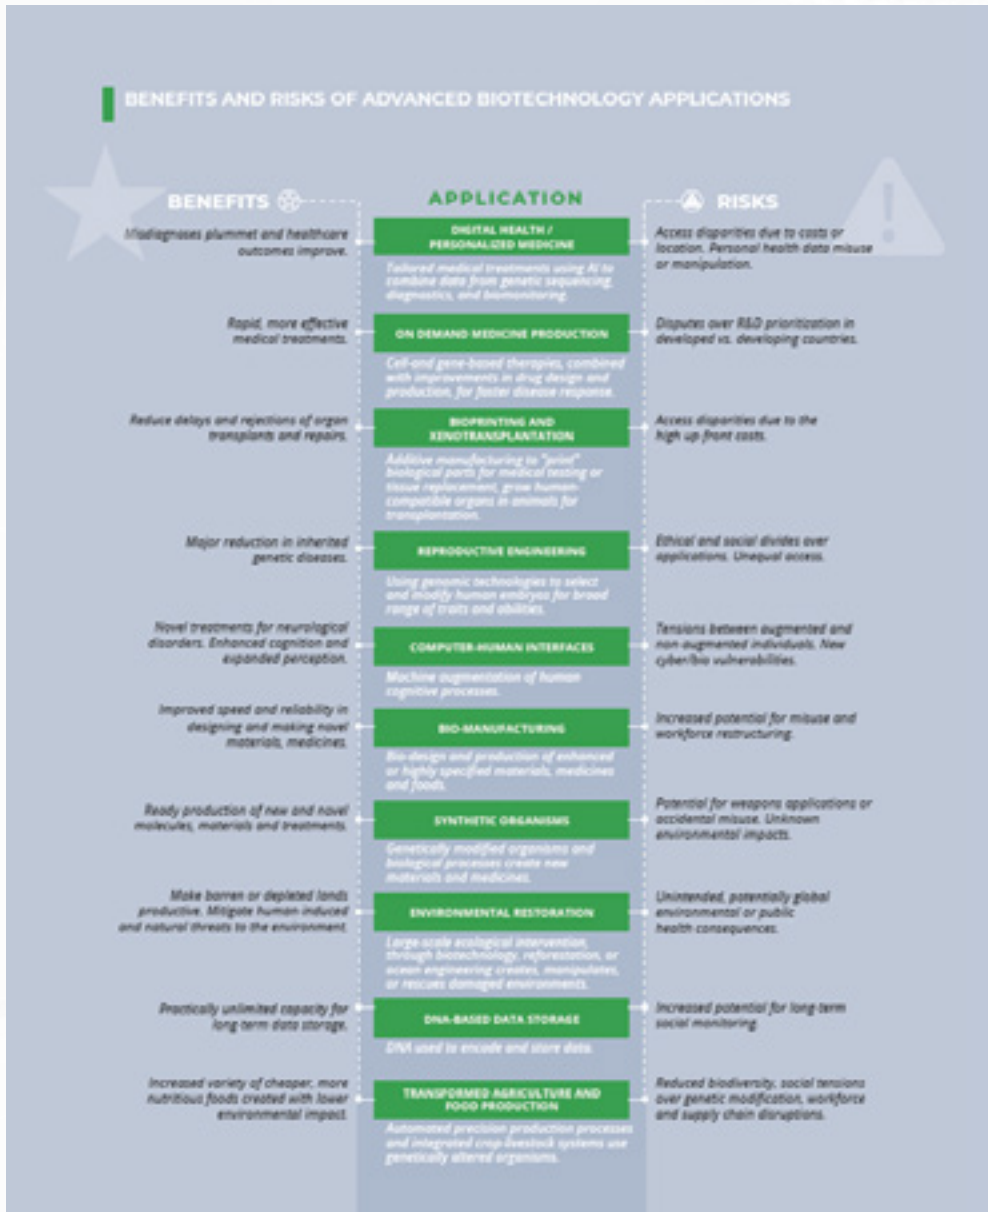 BENEFITS AND RISKS OF ADVANCED BIOTECHNOLOGY APPLICATIONS
BENEFITS
APPLICATION
RISKS
Misdiagnoses plummet and healthcare
outcomes improve.
DIGITAL HEALTH /
PERSONALIZED MEDICINE
Tailored medical treatments using AI to
combine data from genetic sequencing,
diagnostics, and biomonitoring.
Access disparities due to costs or
location. Personal health data misuse
or manipulation.
Rapid, more effective
medical treatments.
ON DEMAND MEDICINE PRODUCTION
Cell-and gene-based therapies, combined
with improvements in drug design and
production, for faster disease response.
Disputes over R&D prioritization in
developed vs. developing countries.
Reduce delays and rejections of organ
transplants and repairs.
BIOPRINTING AND
XENOTRANSPLANTATION
Additive manufacturing to "print"
biological parts for medical testing or
tissue replacement, grow human-
compatible organs in animals for
transplantation.
Access disparities due to the
high up front costs.
Major reduction in inherited
genetic diseases.
REPRODUCTIVE ENGINEERING
Using genomic technologies to select
and modify human embryos for broad
range of traits and abilities.
Ethical and social divides over
applications. Unequal access.
Novel treatments for neurological
disorders. Enhanced cognition and
expanded perception.
COMPUTER-HUMAN INTERFACES
Machine augmentation of human
cognitive processes.
Tensions between augmented and
non augmented individuals. New
cyber/bio vulnerabilities.
Improved speed and reliability in
designing and making novel
materials, medicines.
BIO-MANUFACTURING
Bio-design and production of enhanced
or highly specified materials, medicines
and foods.
Increased potential for misuse and
workforce restructuring.
Ready production of new and novel
molecules, materials and treatments.
SYNTHETIC ORGANISMS
Genetically modified organisms and
biological processes create new
materials and medicines.
Potential for weapons applications or
accidental misuse. Unknown
environmental impacts.
Make barren or depleted lands
productive. Mitigate human induced
and natural threats to the environment.
ENVIRONMENTAL RESTORATION
Large-scale ecological intervention,
through biotechnology, reforestation, or
ocean engineering creates, manipulates,
or rescues damaged environments.
Unintended, potentially global
environmental or public
health consequences.
Practically unlimited capacity for
long-term data storage.
DNA-BASED DATA STORAGE
DNA used to encode and store data.
Increased potential for long-term
social monitoring.
Increased variety of cheaper, more
nutritious foods created with lower
environmental impact.
TRANSFORMED AGRICULTURE AND
FOOD PRODUCTION
Automated precision production processes
and integrated crop-livestock systems use
genetically altered organisms.
Reduced biodiversity, social tensions
over genetic modification, workforce
and supply chain disruptions.